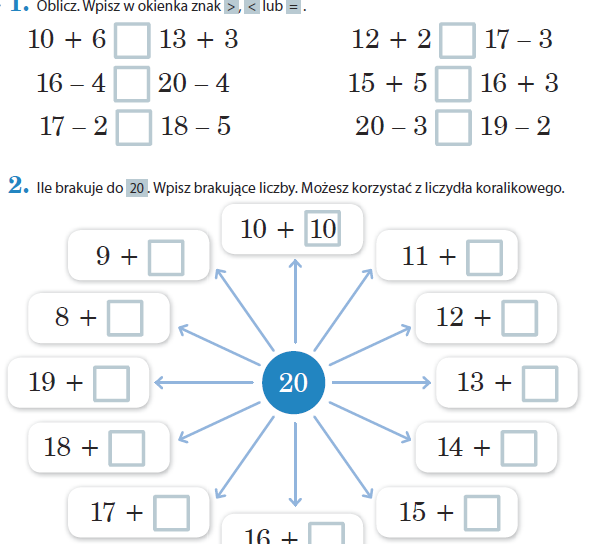 1. Oblicz. Wpisz w okienka znak >, < lub = .
10 + 6 13 + 3 12 + 2 17 – 3
16 – 4 20 – 4 15 + 5 16 + 3
17 – 2 18 – 5 20 – 3 19 – 2
2. Ile brakuje do 20 . Wpisz brakujące liczby. Możesz korzystać z liczydła koralikowego.
10 + 10
9 + 11 +
8 + 12 +
19 + 20 13 +
18 + 14 +
17 + 15 +
16 +